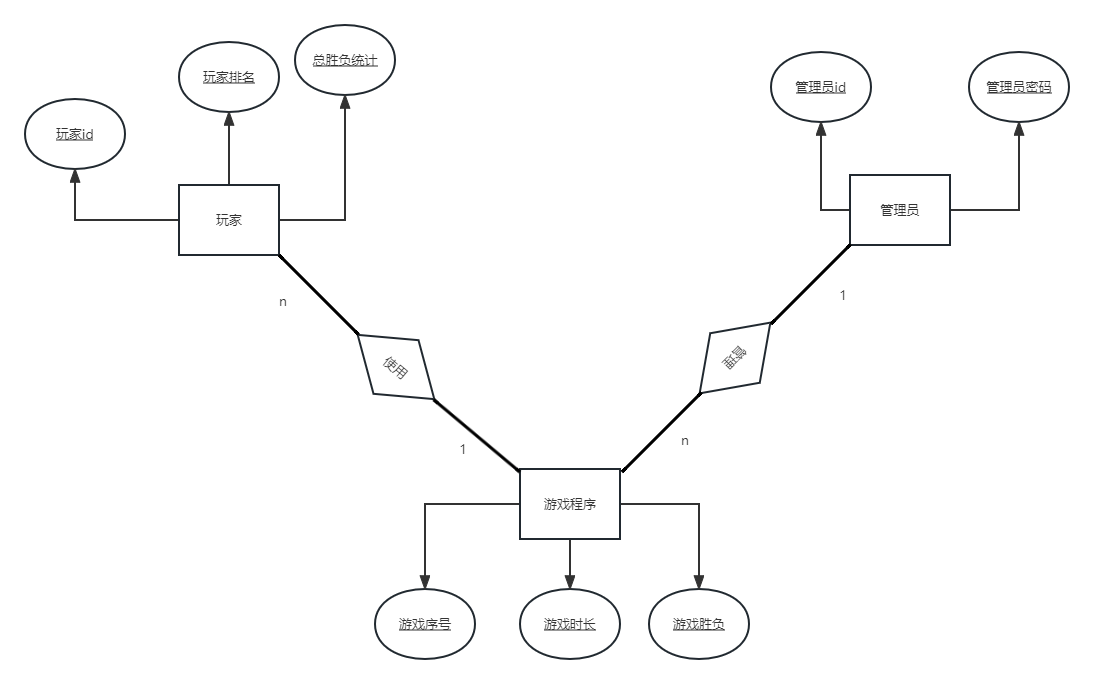 总胜负统计
玩家排名
管理员id
管理员密码
玩家id
玩家
管理员
n
1
使用
管理
1
n
游戏程序
游戏序号
游戏时长
游戏胜负